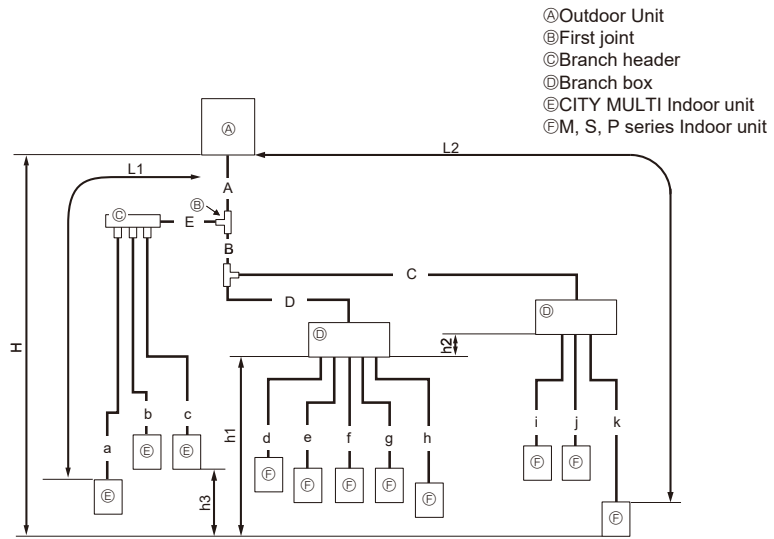 ⒶOutdoor Unit
ⒷFirst joint
ⒸBranch header
ⒹBranch box
ⒺCITY MULTI Indoor unit
ⒻM, S, P series Indoor unit
Ⓐ
L2
L1
A
Ⓑ
Ⓒ
E
B
C
D
Ⓓ
Ⓓ
H
h2
h1
b
c
a
d
e
f
g
h
i
j
k
Ⓔ
Ⓔ
Ⓔ
h3
Ⓕ
Ⓕ
Ⓕ
Ⓕ
Ⓕ
Ⓕ
Ⓕ
Ⓕ